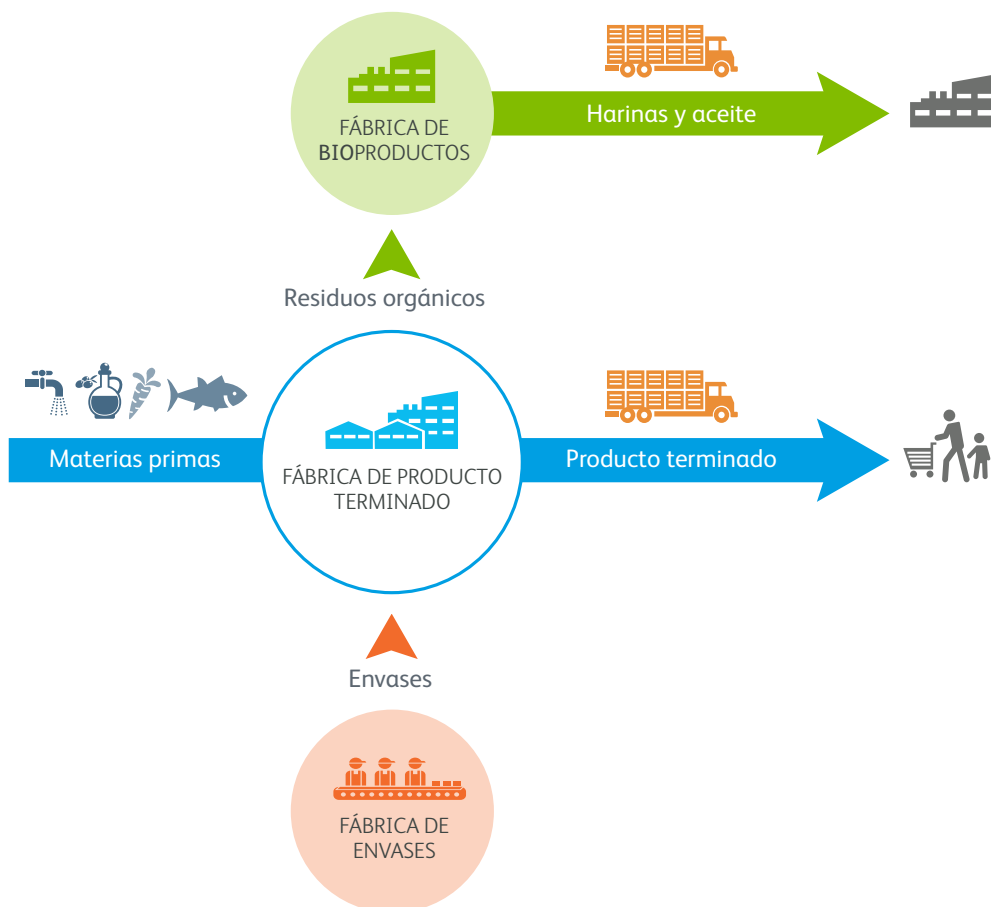 FÁBRICA DE
BIOPRODUCTOS
Harinas y aceite
Residuos orgánicos
Materias primas
FÁBRICA DE PRODUCTO
TERMINADO
Producto terminado
Envases
FÁBRICA DE
ENVASES